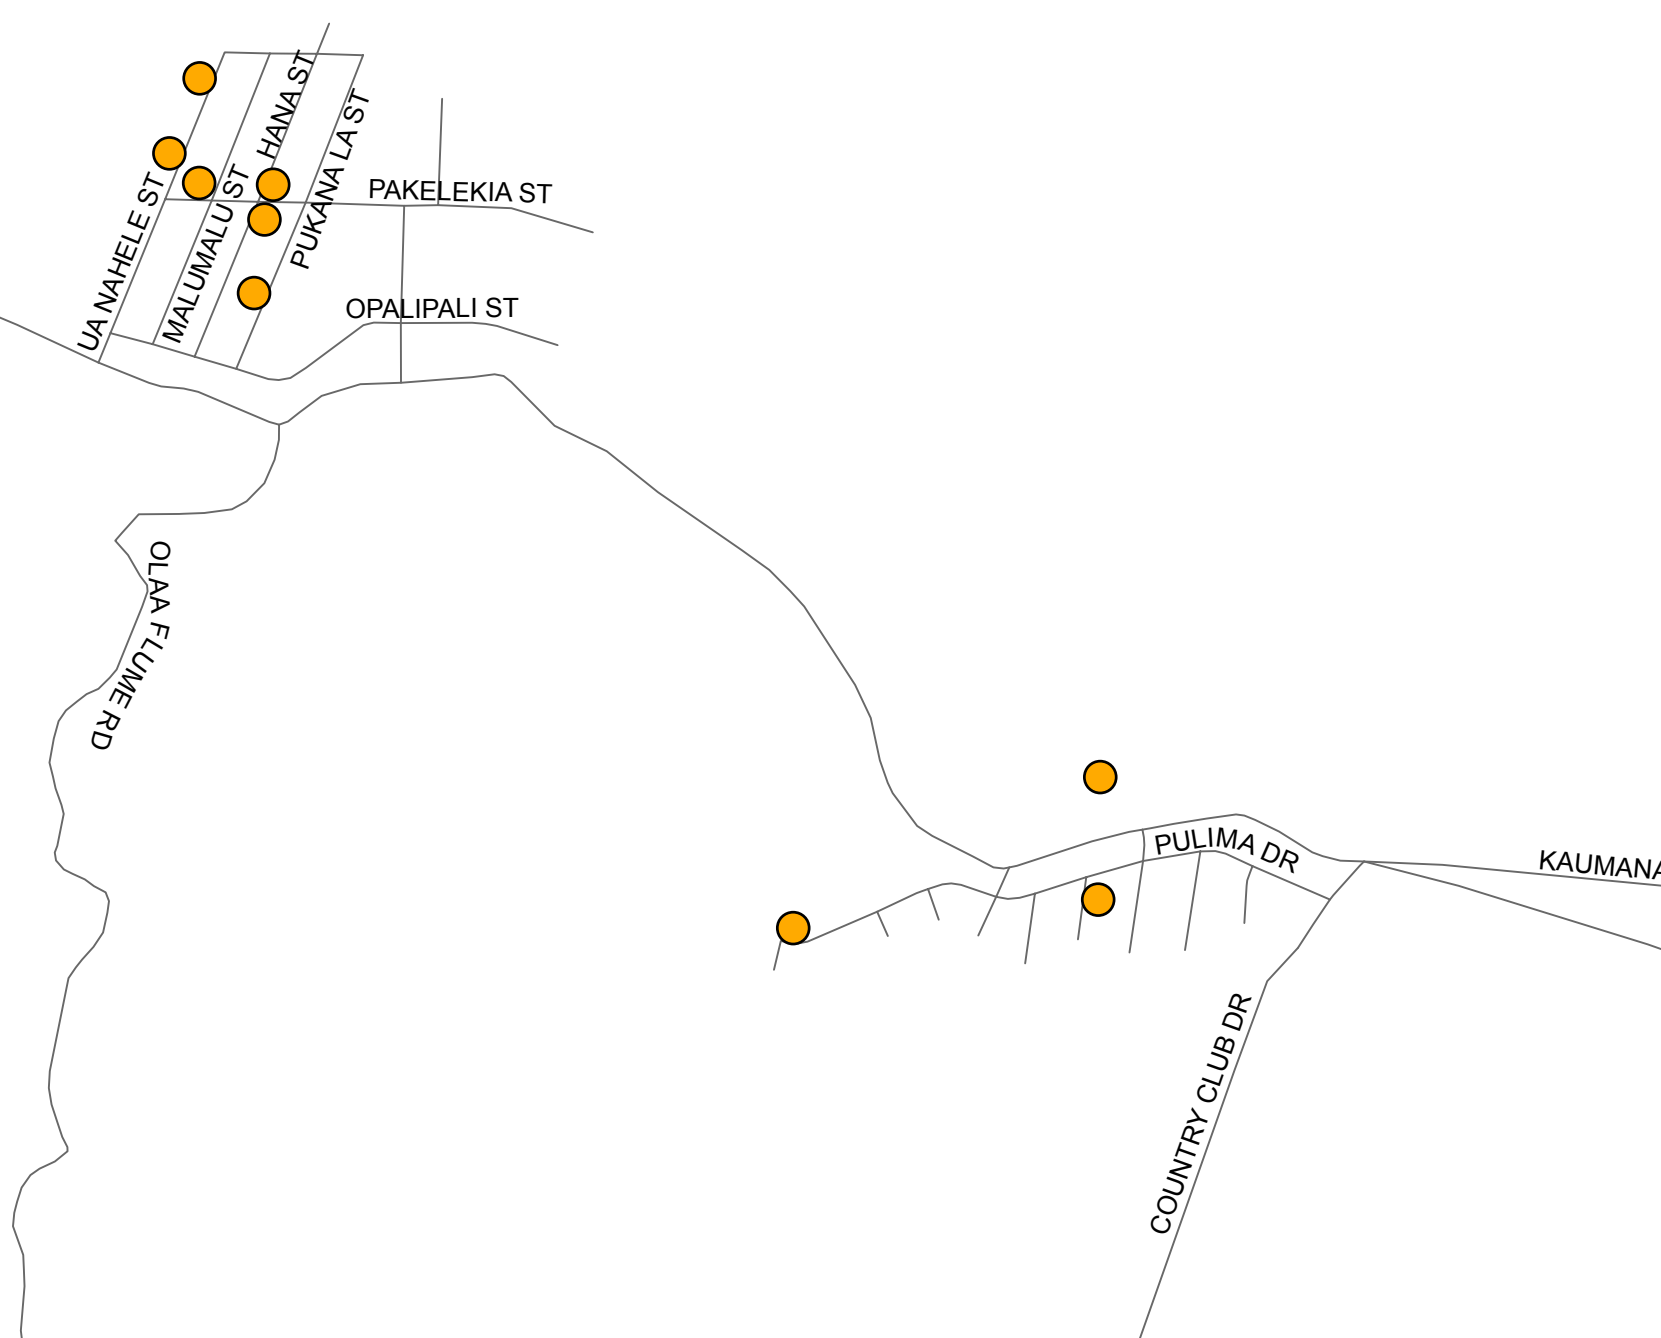 HANA ST
PUKANA LA ST
UA NAHELE ST
MALUMALU ST
PAKELEKIA ST
OPALIPALI ST
OLAA FLUME RD
PULIMA DR
KAUMANA
COUNTRY CLUB DR